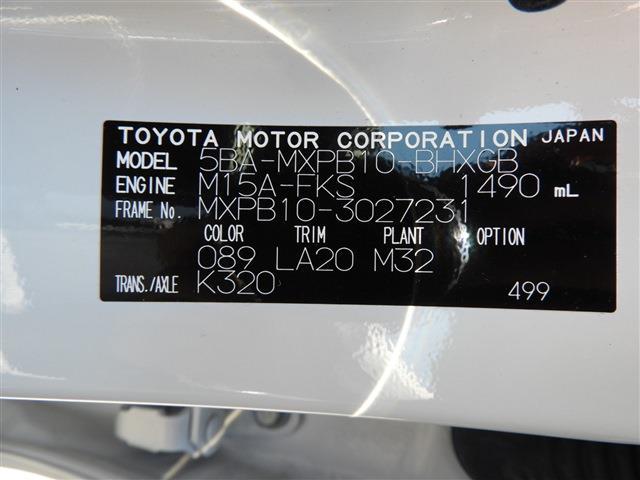 TOYOTA MOTOR CORPORATION JAPAN
MODEL 5BA-MXPB10-BHXGB
ENGINE M15A-FKS 1490 mL
FRAME No. MXPB10-3027231
COLOR TRIM PLANT OPTION
089 LA20 M32
TRANS./AXLE K320 499